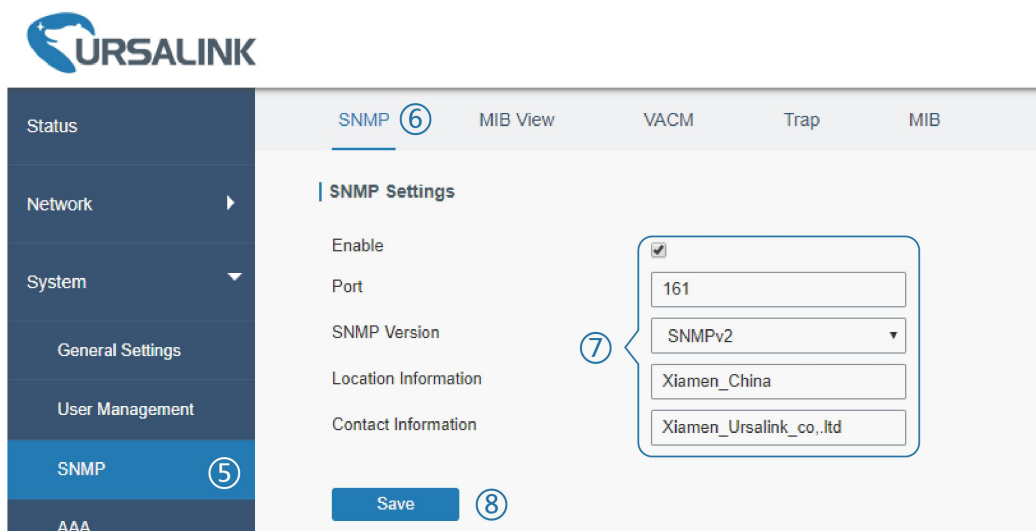 URSALINK
Status
SNMP ⑥ MIB View VACM Trap MIB
SNMP Settings
Network
Enable
System
Port 161
SNMP Version SNMPv2
⑦
General Settings
Location Information Xiamen_China
User Management
Contact Information Xiamen_Ursalink_co,.ltd
SNMP ⑤
Save ⑧
AAA